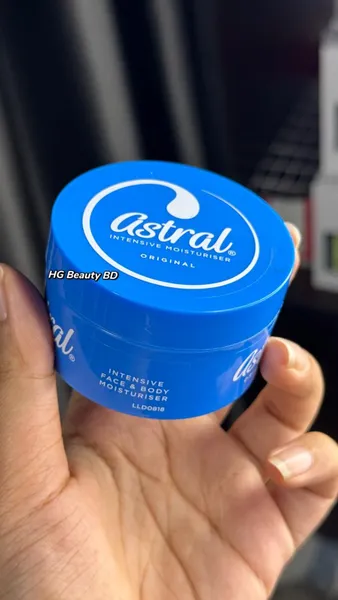 astral®
INTENSIVE MOISTURISER
ORIGINAL
HG Beauty BD
INTENSIVE
FACE & BODY
MOISTURISER
LLD0818